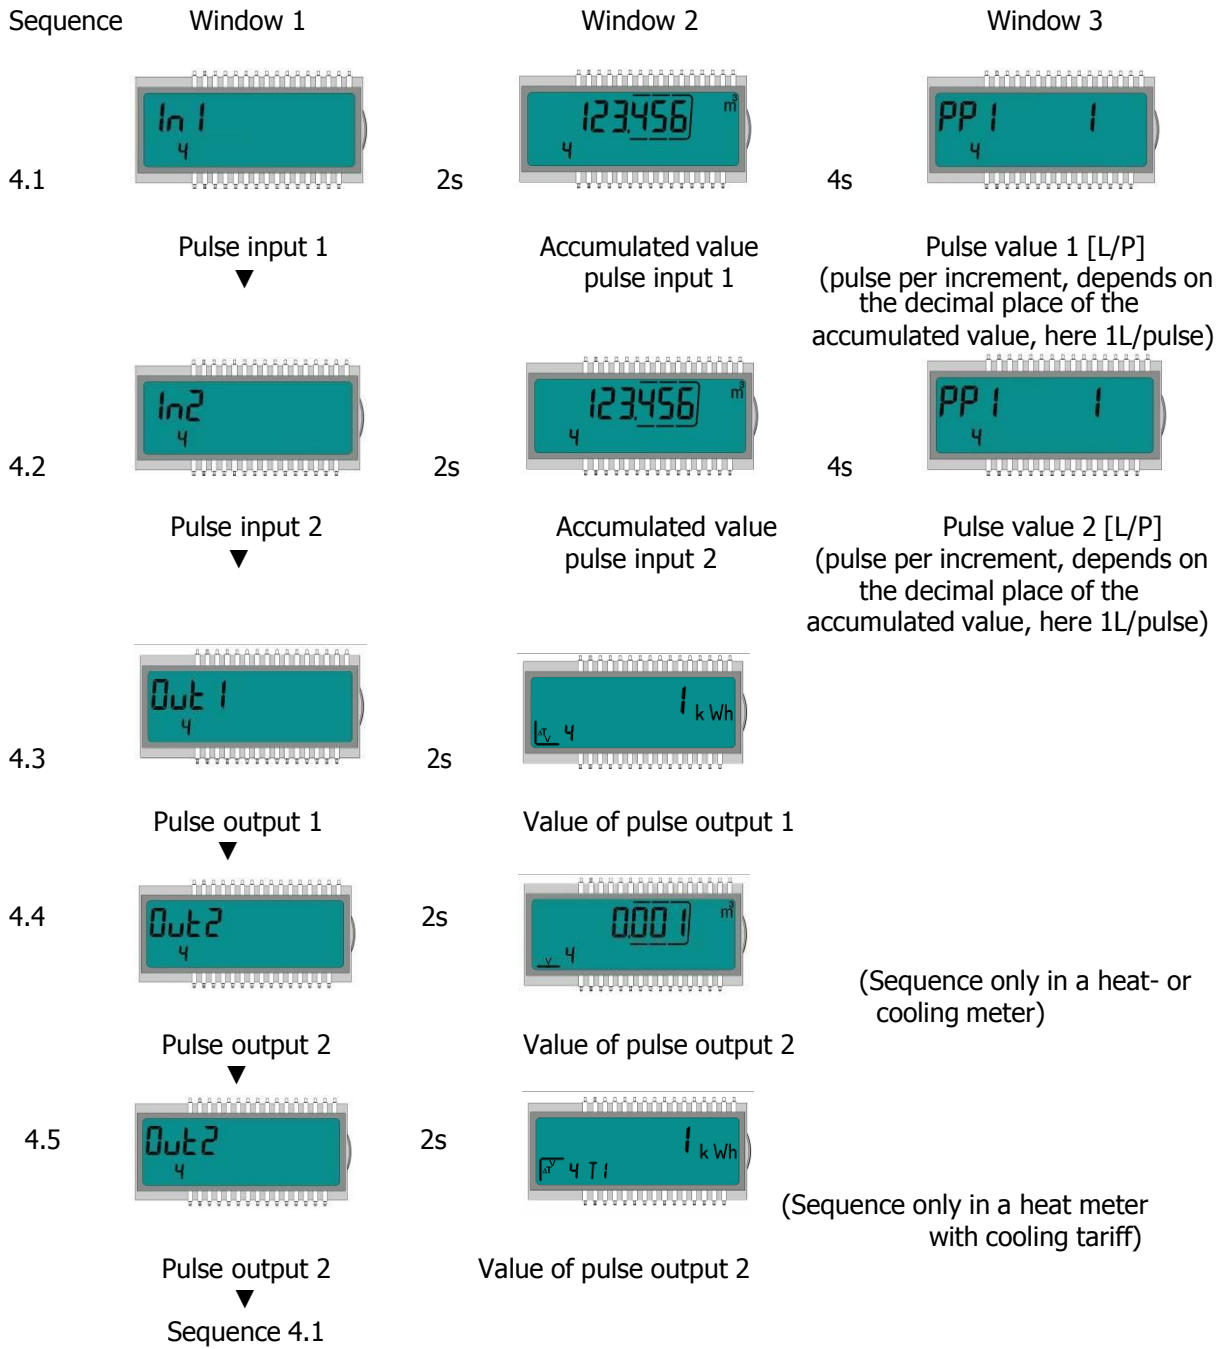 Sequence Window 1 Window 2 Window 3
In 1 123.456 m³ PP 1 1
4 4 4
4.1 2s 4s
Pulse input 1 Accumulated value Pulse value 1 [L/P]
▼ pulse input 1 (pulse per increment, depends on
the decimal place of the
accumulated value, here 1L/pulse)
In2 123.456 m³ PP 1 1
4 4 4
4.2 2s 4s
Pulse input 2 Accumulated value Pulse value 2 [L/P]
▼ pulse input 2 (pulse per increment, depends on
the decimal place of the
accumulated value, here 1L/pulse)
Out 1 1 kWh
4 ΔT V 4
4.3 2s
Pulse output 1 Value of pulse output 1
▼
4.4 Out2 2s 0.001 m³
4 V 4
(Sequence only in a heat- or
cooling meter)
Pulse output 2 Value of pulse output 2
▼
4.5 Out2 2s 1 kWh
4 ΔT V 4 T1
(Sequence only in a heat meter
with cooling tariff)
Pulse output 2 Value of pulse output 2
▼
Sequence 4.1